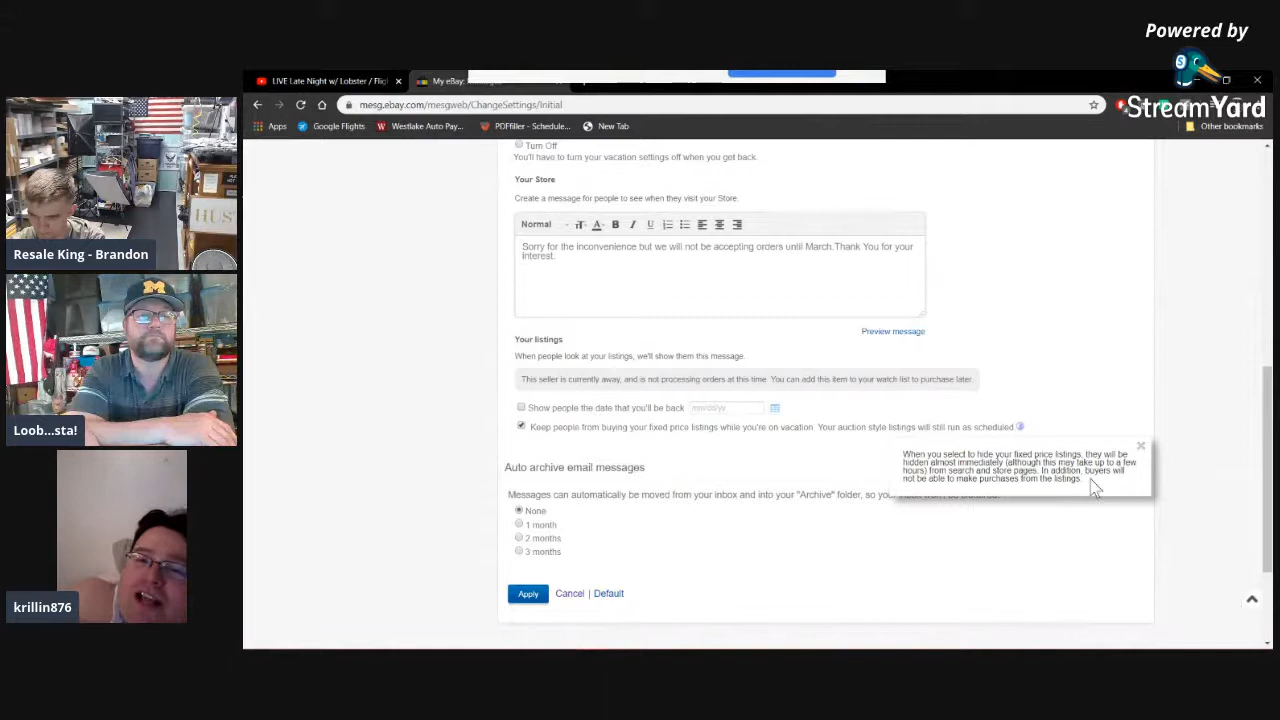 Powered by
StreamYard
LIVE Late Night w/ Lobster / Flig
My eBay:
mesg.ebay.com/mesgweb/ChangeSettings/Initial
Apps
Google Flights
Westlake Auto Pay...
PDFfiller - Schedule...
New Tab
Other bookmarks
Turn Off
You'll have to turn your vacation settings off when you get back.
Your Store
Create a message for people to see when they visit your Store.
Normal
B I U
Sorry for the inconvenience but we will not be accepting orders until March.Thank You for your
interest.
Preview message
Your listings
When people look at your listings, we'll show them this message.
This seller is currently away, and is not processing orders at this time. You can add this item to your watch list to purchase later.
Show people the date that you'll be back mm/dd/yy
Keep people from buying your fixed price listings while you're on vacation. Your auction style listings will still run as scheduled
When you select to hide your fixed price listings, they will be
hidden almost immediately (although this may take up to a few
hours) from search and store pages. In addition, buyers will
not be able to make purchases from the listings.
Auto archive email messages
Messages can automatically be moved from your inbox and into your "Archive" folder, so
None
1 month
2 months
3 months
Apply
Cancel | Default
Resale King - Brandon
HUS
Loob...sta!
M
krillin876